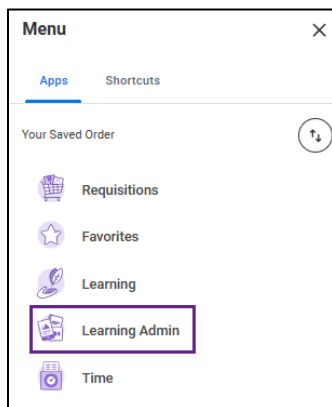 Menu
Apps Shortcuts
Your Saved Order
Requisitions
Favorites
Learning
Learning Admin
Time